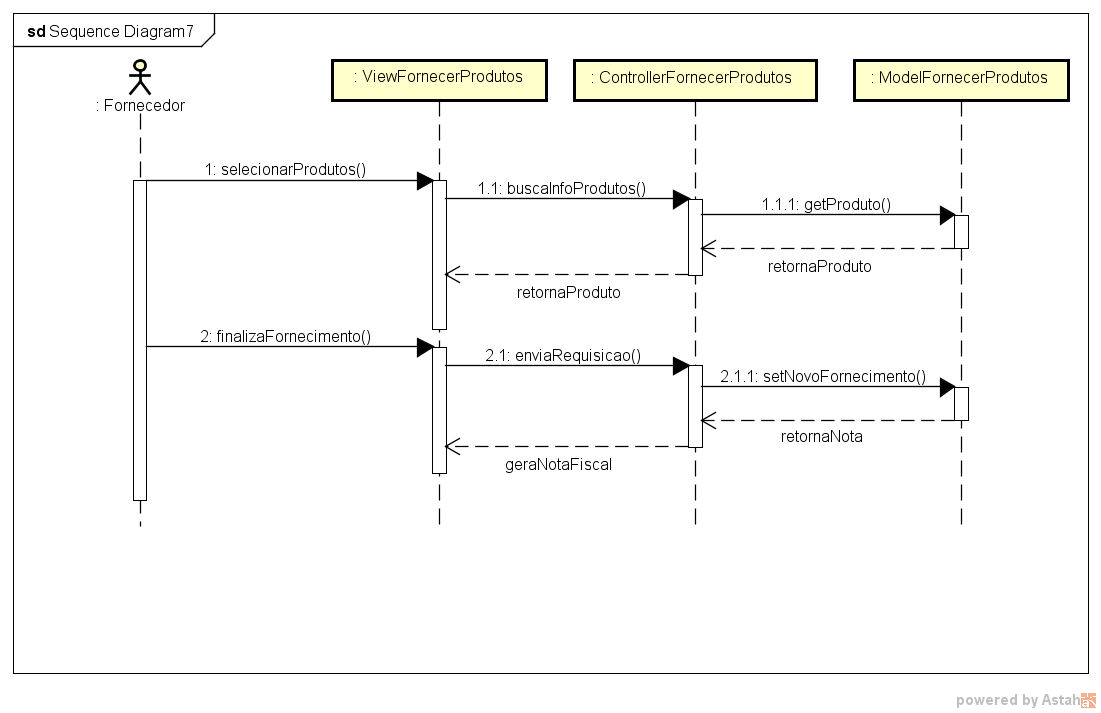 sd Sequence Diagram7
: Fornecedor
: ViewFornecerProdutos
: ControllerFornecerProdutos
: ModelFornecerProdutos
1: selecionarProdutos()
1.1: buscaInfoProdutos()
1.1.1: getProduto()
retornaProduto
retornaProduto
2: finalizaFornecimento()
2.1: enviaRequisicao()
2.1.1: setNovoFornecimento()
retornaNota
geraNotaFiscal
powered by Astah